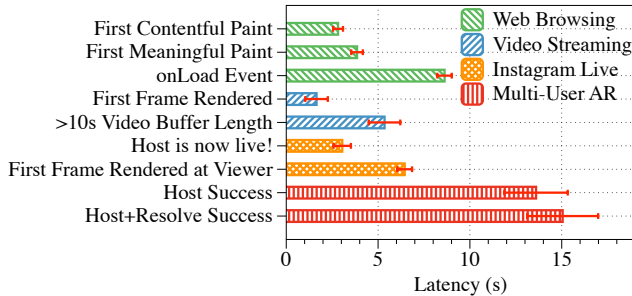 First Contentful Paint
First Meaningful Paint
onLoad Event
First Frame Rendered
>10s Video Buffer Length
Host is now live!
First Frame Rendered at Viewer
Host Success
Host+Resolve Success
Web Browsing
Video Streaming
Instagram Live
Multi-User AR
0 5 10 15
Latency (s)